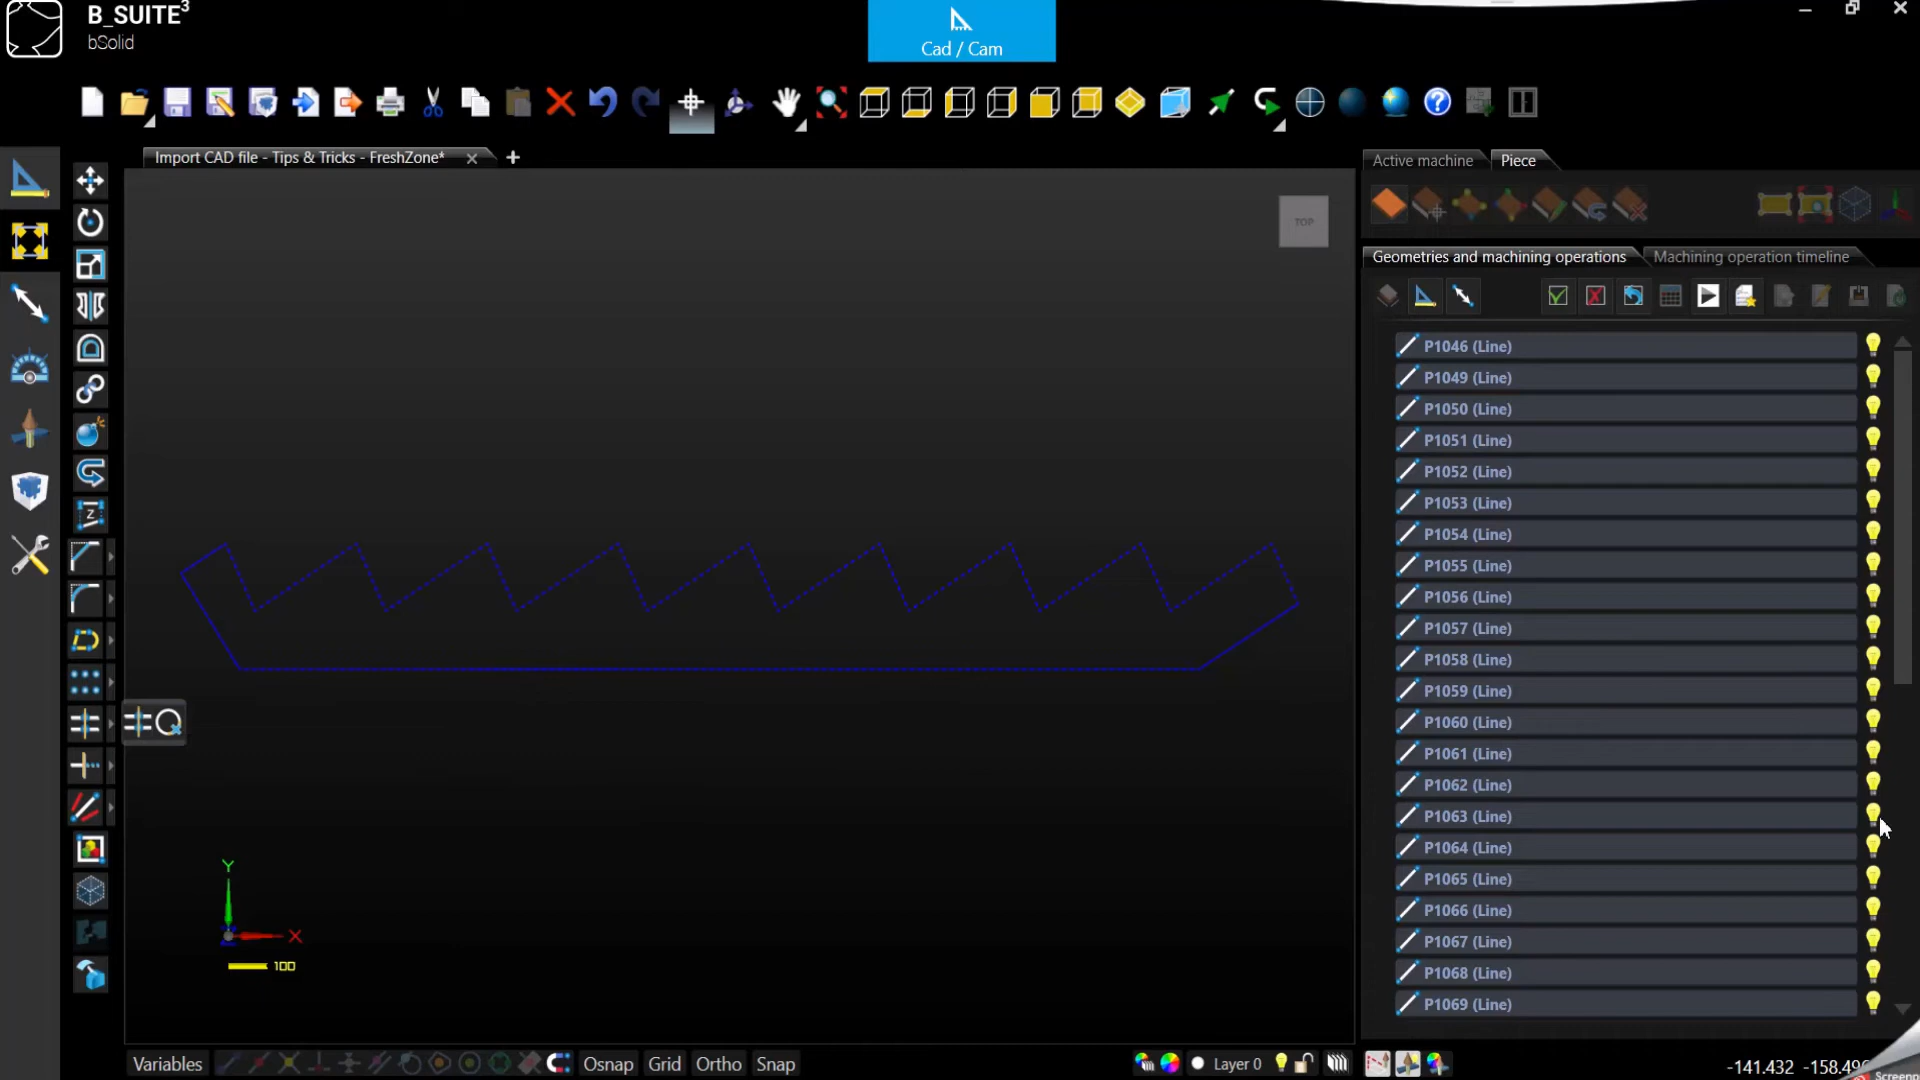 B_SUITE³
bSolid
Cad / Cam
Import CAD file - Tips & Tricks - FreshZone*
Active machine
Piece
TOP
Geometries and machining operations
Machining operation timeline
P1046 (Line)
P1049 (Line)
P1050 (Line)
P1051 (Line)
P1052 (Line)
P1053 (Line)
P1054 (Line)
P1055 (Line)
P1056 (Line)
P1057 (Line)
P1058 (Line)
P1059 (Line)
P1060 (Line)
P1061 (Line)
P1062 (Line)
P1063 (Line)
P1064 (Line)
P1065 (Line)
P1066 (Line)
P1067 (Line)
P1068 (Line)
P1069 (Line)
Z
Y
X
100
Variables
Osnap
Grid
Ortho
Snap
Layer 0
-141.432